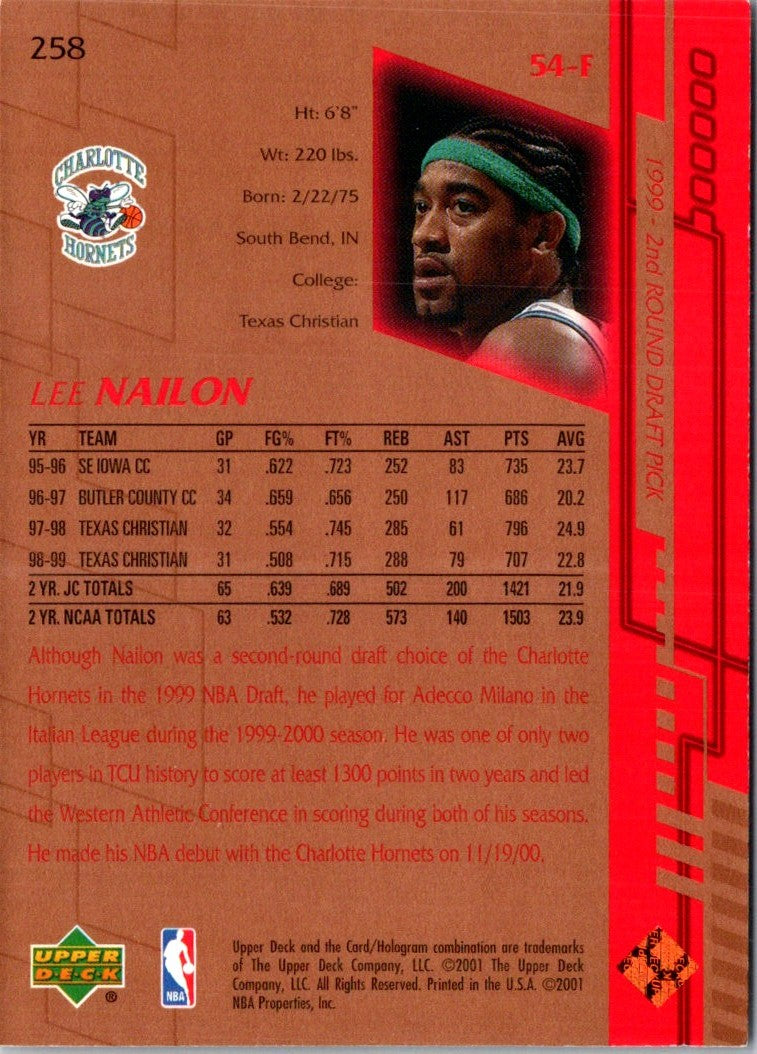 258
54-F
Ht: 6'8"
Wt: 220 lbs.
Born: 2/22/75
South Bend, IN
College:
Texas Christian
CHARLOTTE
HORNETS
1999 - 2nd ROUND DRAFT PICK
LEE NAILON
YR TEAM GP FG% FT% REB AST PTS AVG
95-96 SE IOWA CC 31 .622 .723 252 83 735 23.7
96-97 BUTLER COUNTY CC 34 .659 .656 250 117 686 20.2
97-98 TEXAS CHRISTIAN 32 .554 .745 285 61 796 24.9
98-99 TEXAS CHRISTIAN 31 .508 .715 288 79 707 22.8
2 YR. JC TOTALS 65 .639 .689 502 200 1421 21.9
2 YR. NCAA TOTALS 63 .532 .728 573 140 1503 23.9
Although Nailon was a second-round draft choice of the Charlotte
Hornets in the 1999 NBA Draft, he played for Adecco Milano in the
Italian League during the 1999-2000 season. He was one of only two
players in TCU history to score at least 1300 points in two years and led
the Western Athletic Conference in scoring during both of his seasons.
He made his NBA debut with the Charlotte Hornets on 11/19/00.
UPPER
DECK
®
NBA
Upper Deck and the Card/Hologram combination are trademarks
of The Upper Deck Company, LLC. ©2001 The Upper Deck
Company, LLC. All Rights Reserved. Printed in the U.S.A. ©2001
NBA Properties, Inc.